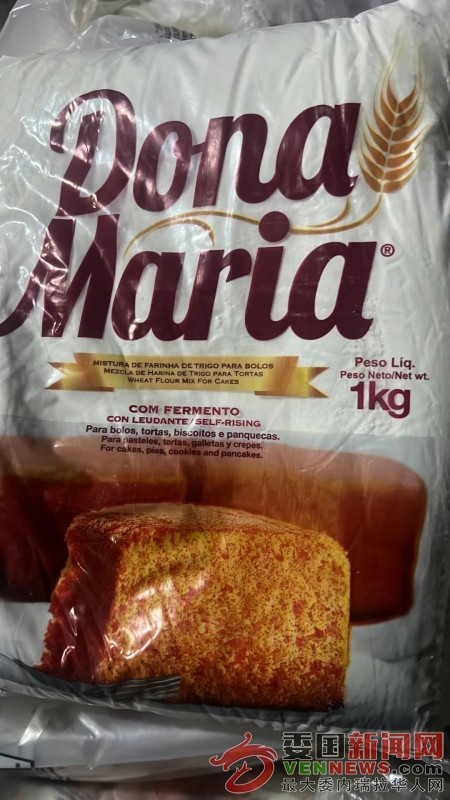 Dona
Maria®
MISTURA DE FARINHA DE TRIGO PARA BOLOS
MEZCLA DE HARINA DE TRIGO PARA TORTAS
WHEAT FLOUR MIX FOR CAKES
Peso Líq.
Peso Neto/Net wt.
1kg
COM FERMENTO
CON LEUDANTE/SELF-RISING
Para bolos, tortas, biscoitos e panquecas.
Para pasteles, tortas, galletas y crepes.
For cakes, pies, cookies and pancakes.
委国新闻网
VENNEWS.COM
最大委内瑞拉华人网